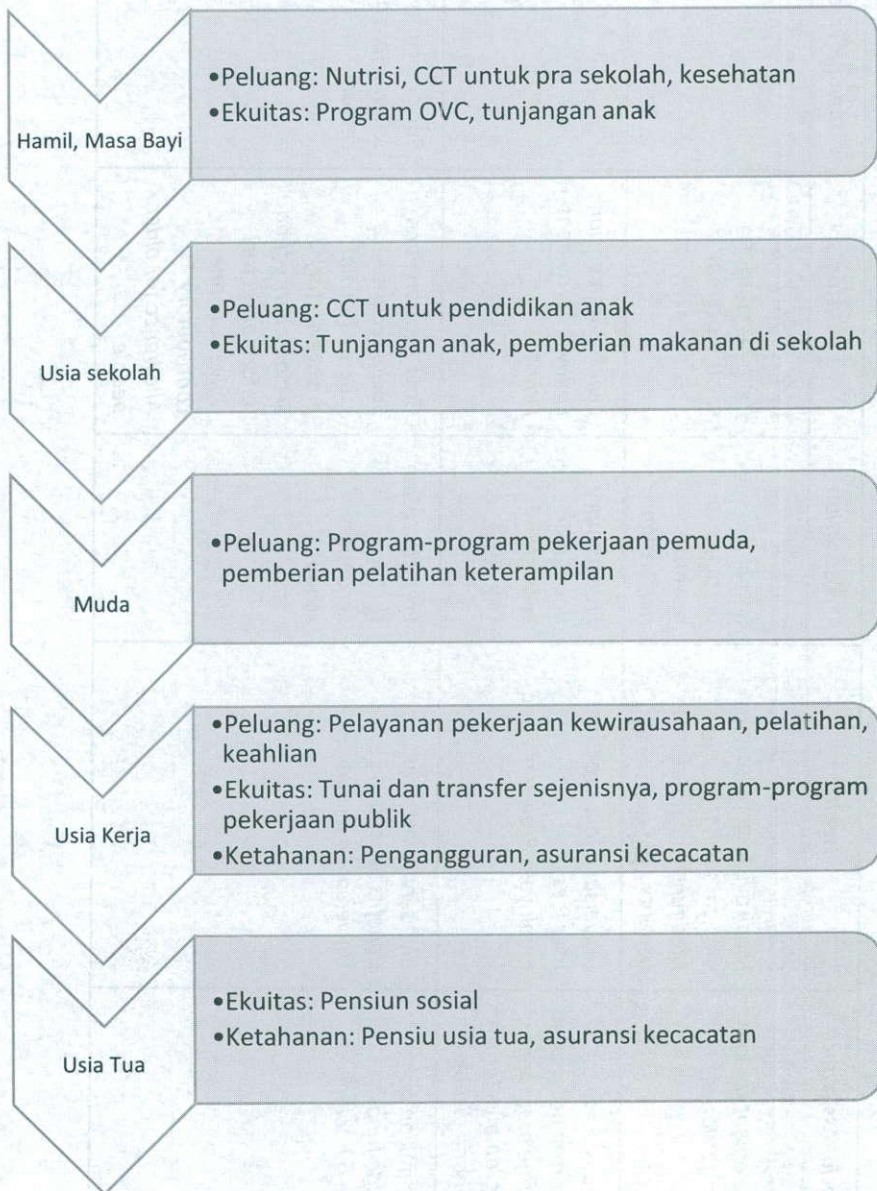 Hamil, Masa Bayi
•Peluang: Nutrisi, CCT untuk pra sekolah, kesehatan
•Ekuitas: Program OVC, tunjangan anak
Usia sekolah
•Peluang: CCT untuk pendidikan anak
•Ekuitas: Tunjangan anak, pemberian makanan di sekolah
Muda
•Peluang: Program-program pekerjaan pemuda,
pemberian pelatihan keterampilan
Usia Kerja
•Peluang: Pelayanan pekerjaan kewirausahaan, pelatihan,
keahlian
•Ekuitas: Tunai dan transfer sejenisnya, program-program
pekerjaan publik
•Ketahanan: Pengangguran, asuransi kecacatan
Usia Tua
•Ekuitas: Pensiun sosial
•Ketahanan: Pensiu usia tua, asuransi kecacatan